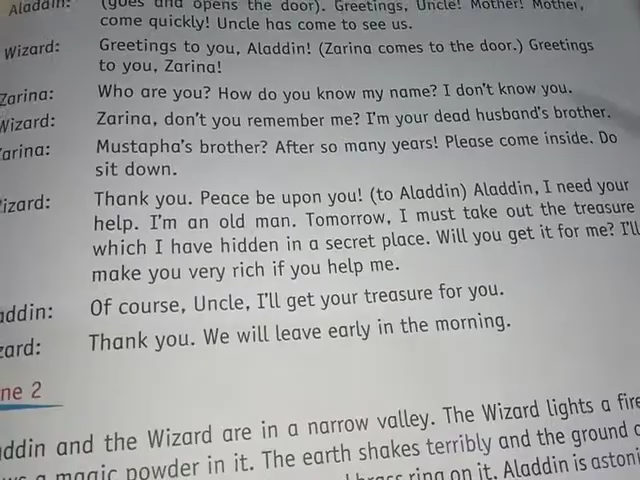 Aladdin: (goes and opens the door). Greetings, Uncle! Mother! Mother,
come quickly! Uncle has come to see us.
Wizard: Greetings to you, Aladdin! (Zarina comes to the door.) Greetings
to you, Zarina!
Zarina: Who are you? How do you know my name? I don't know you.
Wizard: Zarina, don't you remember me? I'm your dead husband's brother.
arina: Mustapha's brother? After so many years! Please come inside. Do
sit down.
izard: Thank you. Peace be upon you! (to Aladdin) Aladdin, I need your
help. I'm an old man. Tomorrow, I must take out the treasure
which I have hidden in a secret place. Will you get it for me? I'll
make you very rich if you help me.
addin: Of course, Uncle, I'll get your treasure for you.
zard: Thank you. We will leave early in the morning.
ne 2
addin and the Wizard are in a narrow valley. The Wizard lights a fire
a magic powder in it. The earth shakes terribly and the ground
ring on it. Aladdin is astoni